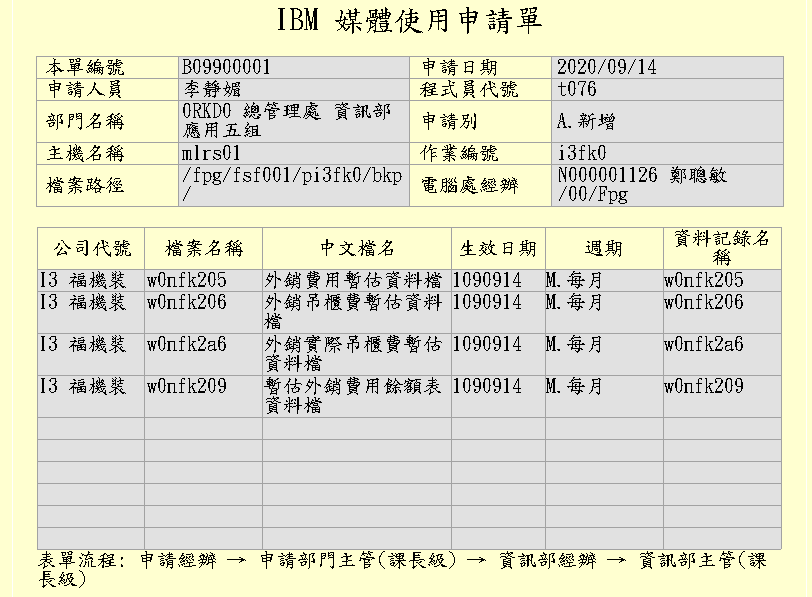 IBM 媒體使用申請單
本單編號 B09900001 申請日期 2020/09/14
申請人員 李靜媚 程式員代號 t076
部門名稱 0RKD0 總管理處 資訊部 申請別 A.新增
應用五組
主機名稱 mlrs01 作業編號 i3fk0
檔案路徑 /fpg/fsf001/pi3fk0/bkp 電腦處經辦 N000001126 鄭聰敏
/ /00/Fpg
公司代號 檔案名稱 中文檔名 生效日期 週期 資料記錄名
稱
I3 福機裝 w0nfk205 外銷費用暫估資料檔 1090914 M.每月 w0nfk205
I3 福機裝 w0nfk206 外銷吊櫃費暫估資料 1090914 M.每月 w0nfk206
檔
I3 福機裝 w0nfk2a6 外銷實際吊櫃費暫估 1090914 M.每月 w0nfk2a6
資料檔
I3 福機裝 w0nfk209 暫估外銷費用餘額表 1090914 M.每月 w0nfk209
資料檔
表單流程: 申請經辦 → 申請部門主管(課長級) → 資訊部經辦 → 資訊部主管(課
長級)